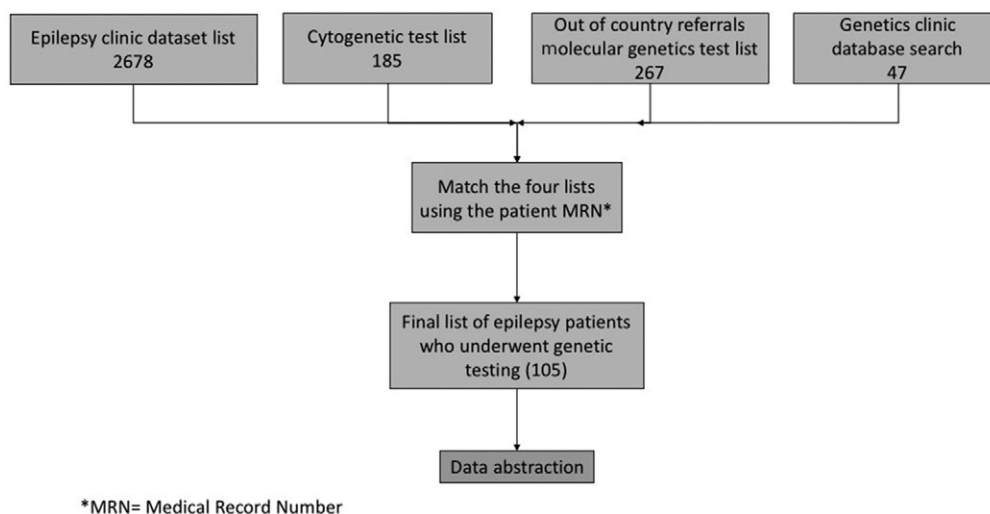 Epilepsy clinic dataset list
2678
Cytogenetic test list
185
Out of country referrals
molecular genetics test list
267
Genetics clinic
database search
47
Match the four lists
using the patient MRN*
Final list of epilepsy patients
who underwent genetic
testing (105)
Data abstraction
*MRN= Medical Record Number